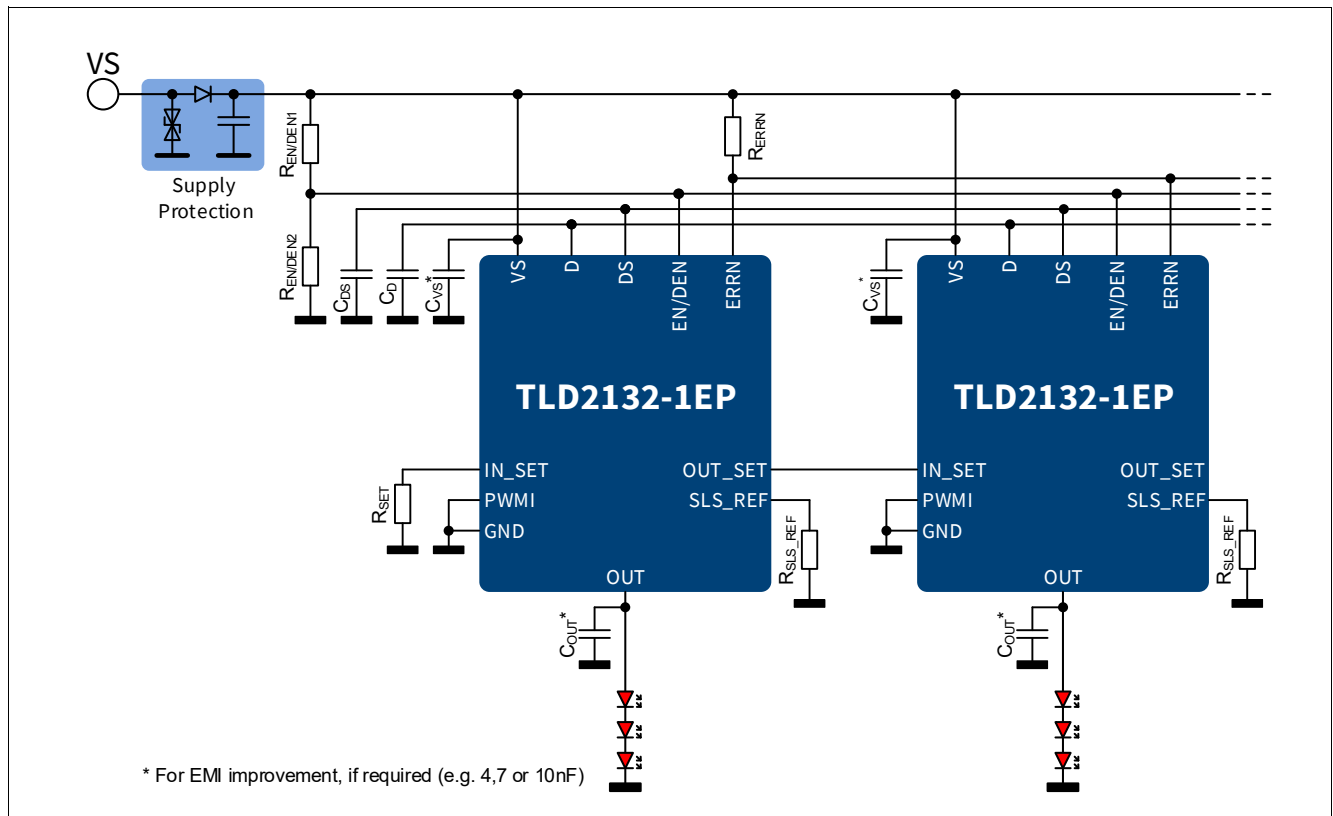 VS
Supply
Protection
REN/DEN1
REN/DEN2
RERRN
CDS
CD
CVS*
CVS*
VS
D
DS
EN/DEN
ERRN
VS
D
DS
EN/DEN
ERRN
TLD2132-1EP
TLD2132-1EP
IN_SET
PWMI
GND
OUT_SET
SLS_REF
OUT
IN_SET
PWMI
GND
OUT_SET
SLS_REF
OUT
RSET
RSLS_REF
RSLS_REF
COUT*
COUT*
* For EMI improvement, if required (e.g. 4,7 or 10nF)